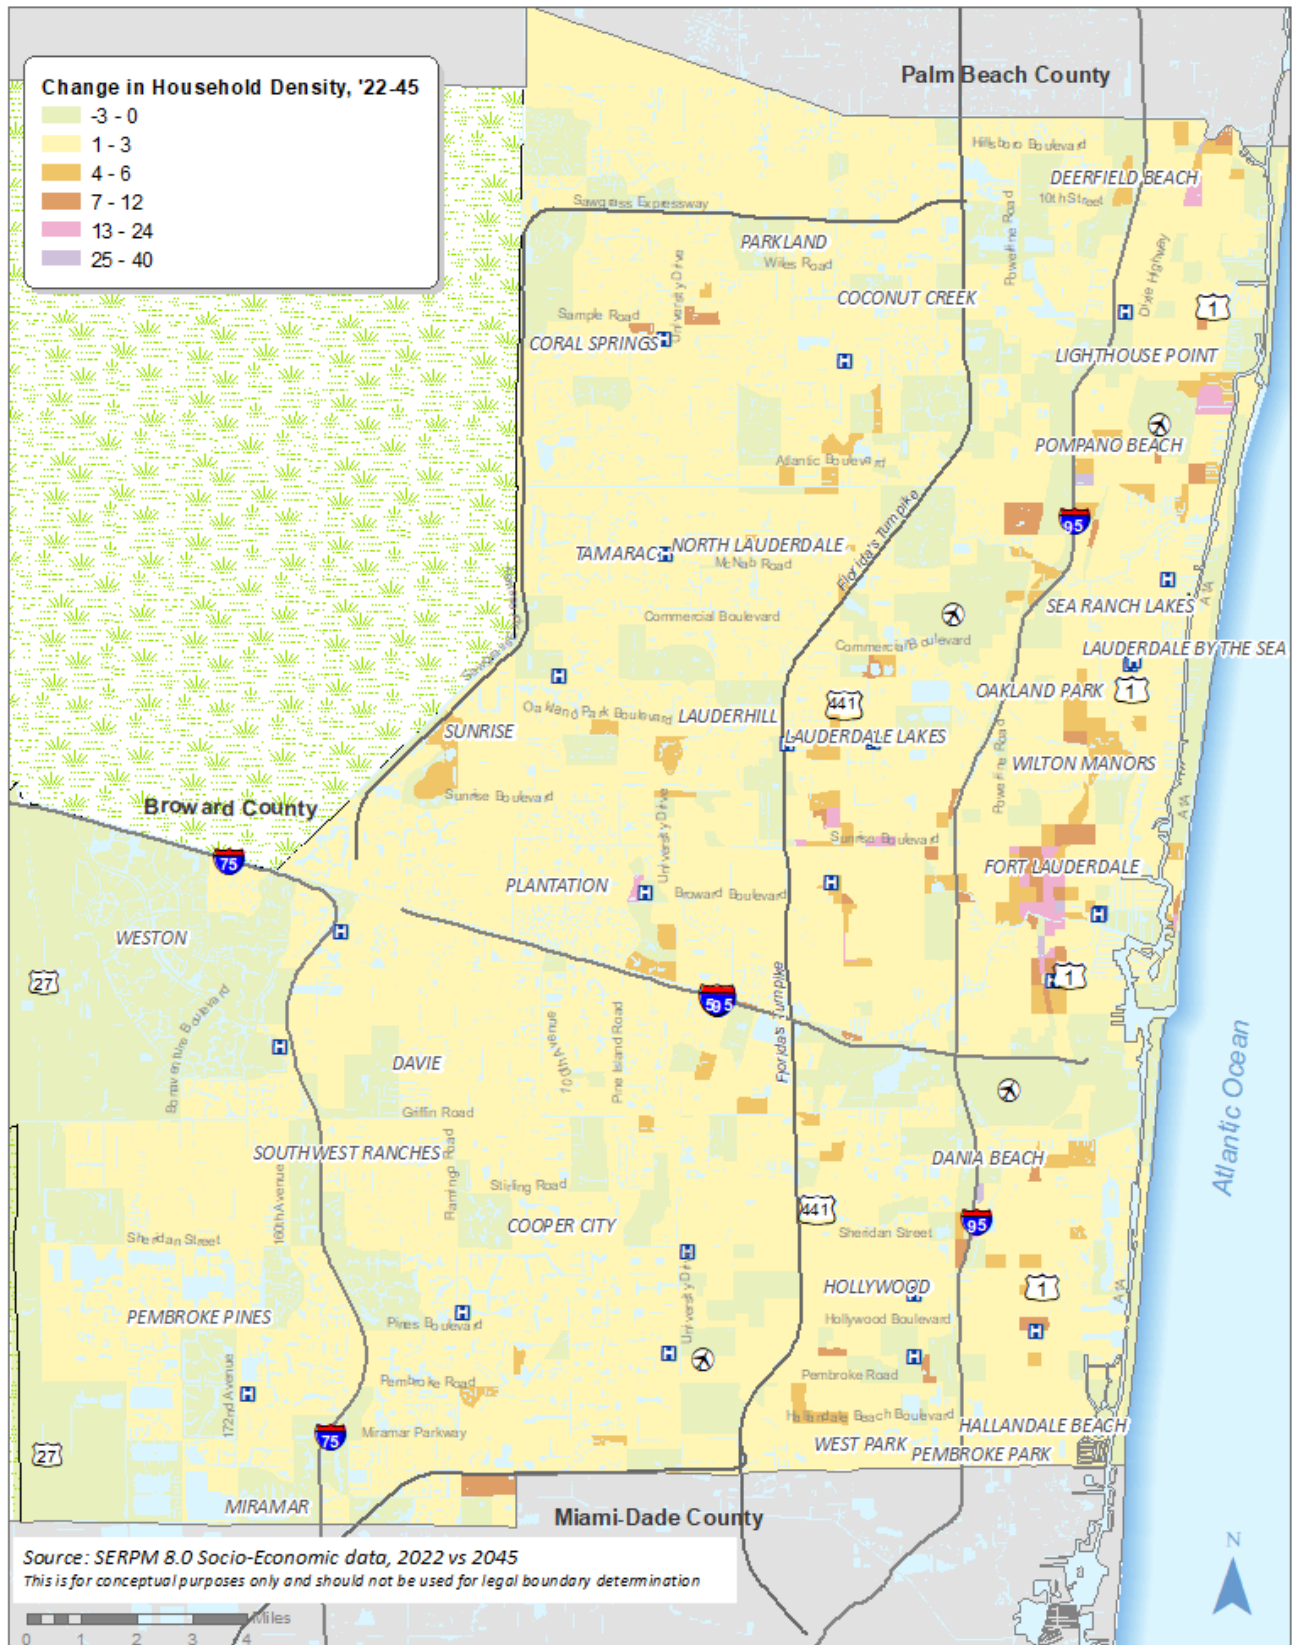 Palm Beach County
Change in Household Density, '22-45
-3 - 0
1 - 3
4 - 6
7 - 12
13 - 24
25 - 40
Hillsboro Boulevard
DEERFIELD BEACH
10th Street
Powerline Road
Sawgrass Expressway
PARKLAND
Wiles Road
University Drive
Dixie Highway
COCONUT CREEK
1
Sample Road
H
H
CORAL SPRINGS
LIGHTHOUSE POINT
H
POMPANO BEACH
Atlantic Boulevard
Florida's Turnpike
95
TAMARAC
H
NORTH LAUDERDALE
McNab Road
H
SEA RANCH LAKES
A1A
Commercial Boulevard
Commercial Boulevard
LAUDERDALE BY THE SEA
H
H
OAKLAND PARK
1
441
Oakland Park Boulevard
LAUDERHILL
SUNRISE
LAUDERDALE LAKES
H
H
Powerline Road
WILTON MANORS
Sunrise Boulevard
Broward County
A1A
University Drive
Sunrise Boulevard
75
FORT LAUDERDALE
PLANTATION
H
Broward Boulevard
H
H
WESTON
H
27
H
1
595
Florida's Turnpike
Bonaventure Boulevard
H
100th Avenue
Pine Island Road
DAVIE
Atlantic Ocean
Griffin Road
SOUTHWEST RANCHES
Flamingo Road
DANIA BEACH
160th Avenue
Stirling Road
441
COOPER CITY
95
Sheridan Street
Sheridan Street
H
University Drive
HOLLYWOOD
H
1
A1A
PEMBROKE PINES
H
Pines Boulevard
Hollywood Boulevard
H
H
H
172nd Avenue
Pembroke Road
Pembroke Road
H
Hallandale Beach Boulevard
HALLANDALE BEACH
75
Miramar Parkway
27
WEST PARK
PEMBROKE PARK
MIRAMAR
Miami-Dade County
N
Source: SERPM 8.0 Socio-Economic data, 2022 vs 2045
This is for conceptual purposes only and should not be used for legal boundary determination
Miles
0 1 2 3 4